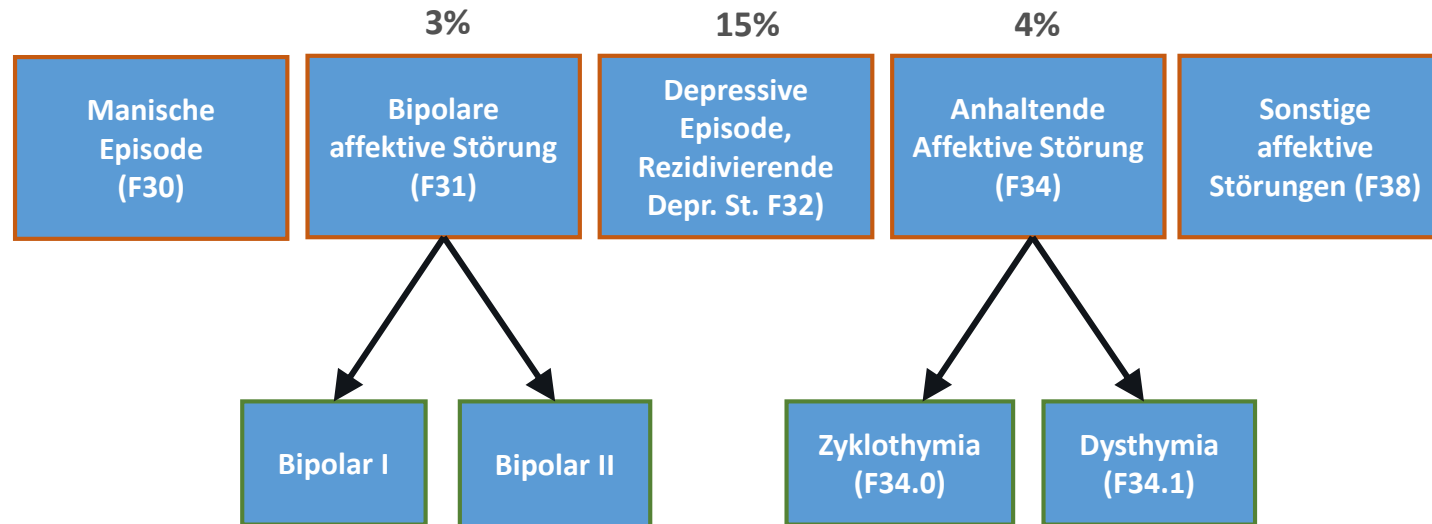 3%
15%
4%
Manische
Episode
(F30)
Bipolare
affektive Störung
(F31)
Depressive
Episode,
Rezidivierende
Depr. St. F32)
Anhaltende
Affektive Störung
(F34)
Sonstige
affektive
Störungen (F38)
Bipolar I
Bipolar II
Zyklothymia
(F34.0)
Dysthymia
(F34.1)